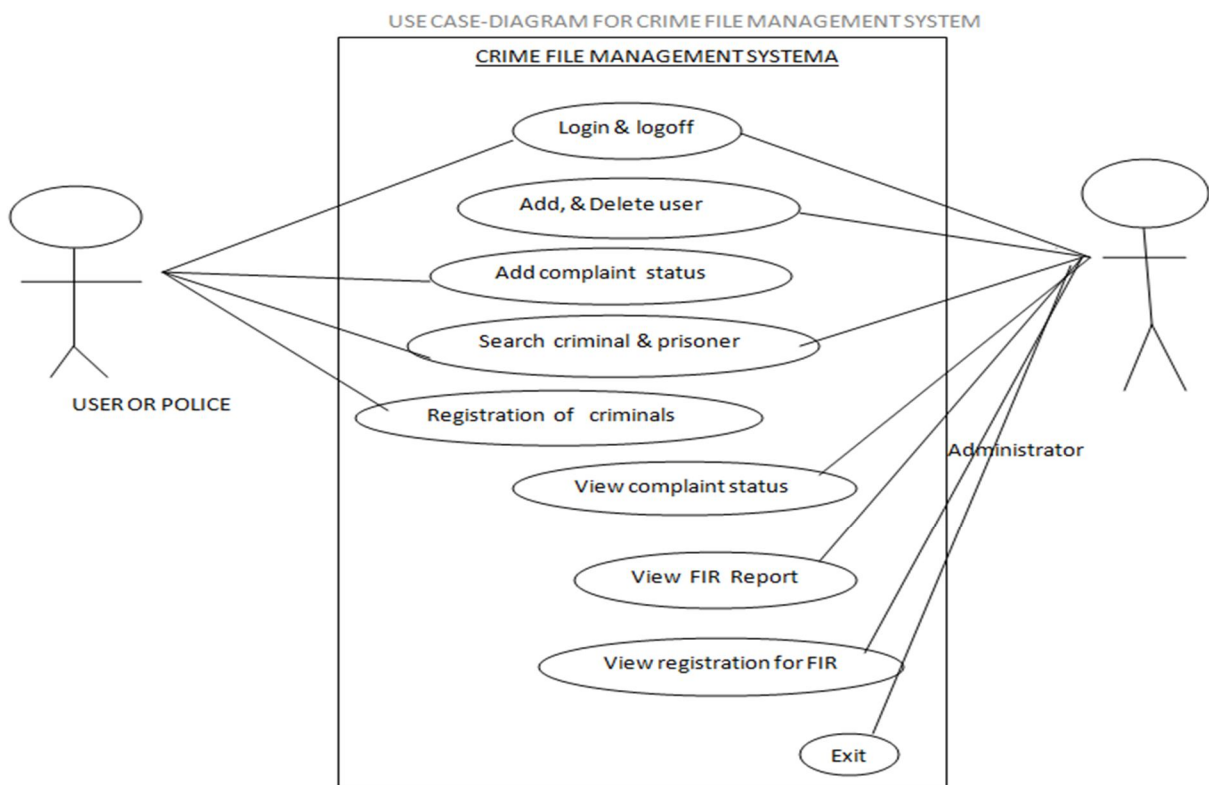 USE CASE-DIAGRAM FOR CRIME FILE MANAGEMENT SYSTEM
CRIME FILE MANAGEMENT SYSTEMA
Login & logoff
Add, & Delete user
Add complaint status
Search criminal & prisoner
USER OR POLICE
Registration of criminals
Administrator
View complaint status
View FIR Report
View registration for FIR
Exit